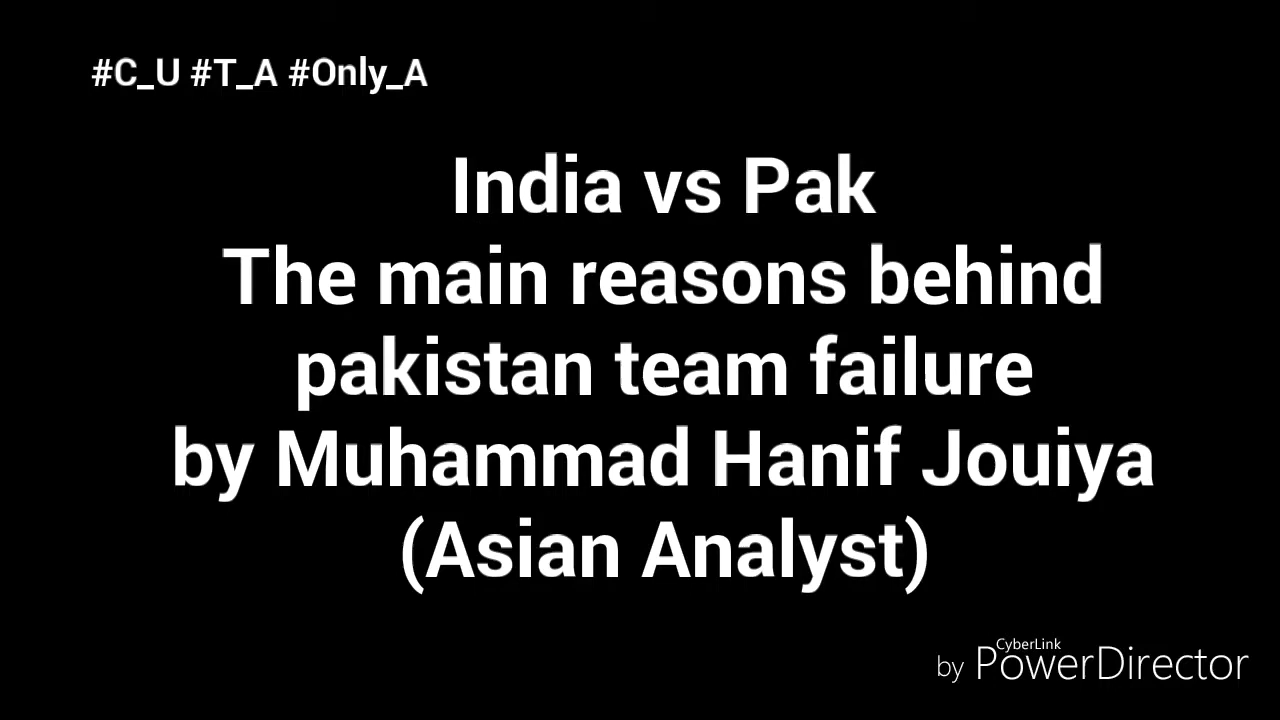 #C_U #T_A #Only_A
India vs Pak
The main reasons behind
pakistan team failure
by Muhammad Hanif Jouiya
(Asian Analyst)
CyberLink
by PowerDirector